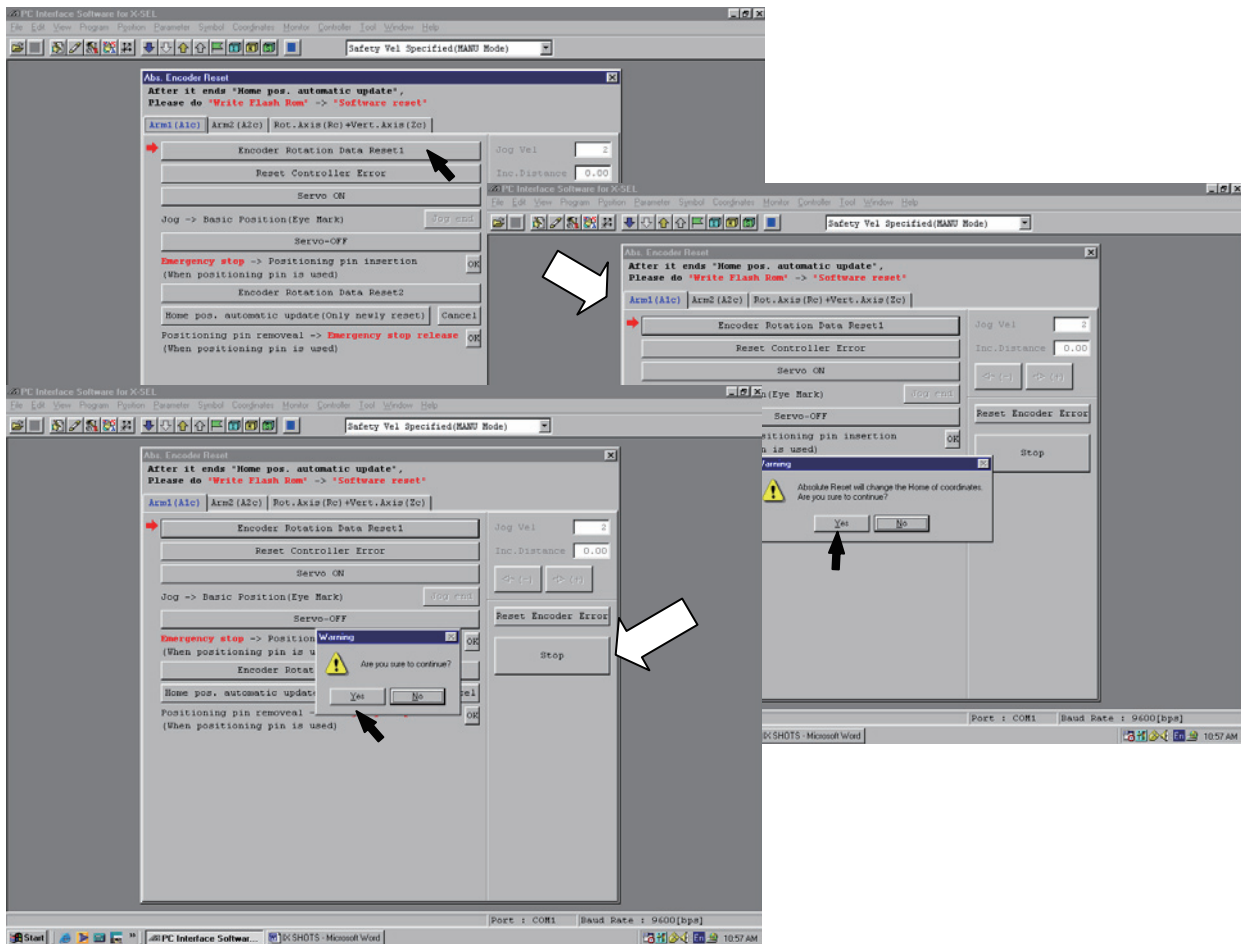 PC Interface Software for X-SEL
File Edit View Program Position Parameter Symbol Coordinates Monitor Controller Tool Window Help
Safety Vel Specified(MANU Mode)
Abs. Encoder Reset
After it ends "Home pos. automatic update",
Please do "Write Flash Rom" -> "Software reset"
Arm1(A1c) Arm2(A2c) Rot.Axis(Rc)+Vert.Axis(Zc)
Encoder Rotation Data Reset1
Jog Vel 2
Reset Controller Error
Inc.Distance 0.00
Servo ON
Jog -> Basic Position(Eye Mark) Jog end
Servo-OFF
Emergency stop -> Positioning pin insertion OK
(When positioning pin is used)
Encoder Rotation Data Reset2
Home pos. automatic update(Only newly reset) Cancel
Positioning pin removeal -> Emergency stop release OK
(When positioning pin is used)
PC Interface Software for X-SEL
File Edit View Program Position Parameter Symbol Coordinates Monitor Controller Tool Window Help
Safety Vel Specified(MANU Mode)
Abs. Encoder Reset
After it ends "Home pos. automatic update",
Please do "Write Flash Rom" -> "Software reset"
Arm1(A1c) Arm2(A2c) Rot.Axis(Rc)+Vert.Axis(Zc)
Encoder Rotation Data Reset1
Jog Vel 2
Reset Controller Error
Inc.Distance 0.00
Servo ON
(-) (+)
n(Eye Mark) Jog end
Servo-OFF
Reset Encoder Error
sitioning pin insertion OK
n is used)
Stop
Warning
Absolute Reset will change the Home of coordinates.
Are you sure to continue?
Yes No
Port : COM1 Baud Rate : 9600[bps]
IX SHOTS - Microsoft Word
En 10:57 AM
PC Interface Software for X-SEL
File Edit View Program Position Parameter Symbol Coordinates Monitor Controller Tool Window Help
Safety Vel Specified(MANU Mode)
Abs. Encoder Reset
After it ends "Home pos. automatic update",
Please do "Write Flash Rom" -> "Software reset"
Arm1(A1c) Arm2(A2c) Rot.Axis(Rc)+Vert.Axis(Zc)
Encoder Rotation Data Reset1
Jog Vel 2
Reset Controller Error
Inc.Distance 0.00
Servo ON
(-) (+)
Jog -> Basic Position(Eye Mark) Jog end
Servo-OFF
Reset Encoder Error
Emergency stop -> Position OK
(When positioning pin is u
Warning
Are you sure to continue?
Yes No
Stop
Encoder Rotat
Home pos. automatic updat el
Positioning pin removeal - OK
(When positioning pin is used)
Port : COM1 Baud Rate : 9600[bps]
Start PC Interface Softwar... IX SHOTS - Microsoft Word En 10:57 AM